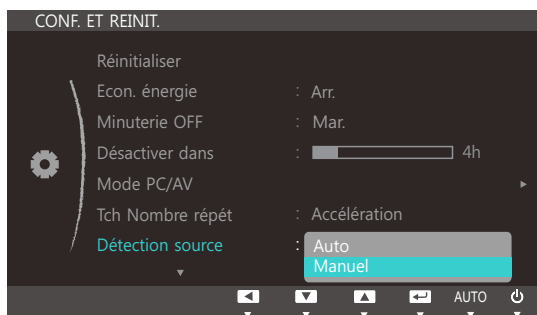 CONF. ET REINIT.
Réinitialiser
Econ. énergie : Arr.
Minuterie OFF : Mar.
Désactiver dans : 4h
Mode PC/AV
Tch Nombre répét : Accélération
Détection source : Auto
Manuel
AUTO